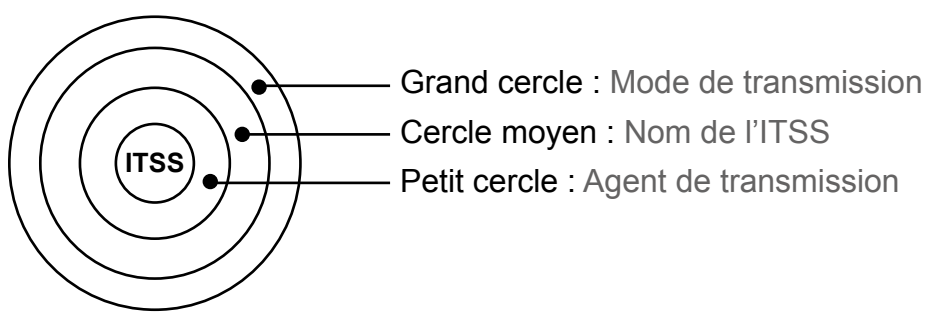 ITSS
Grand cercle : Mode de transmission
Cercle moyen : Nom de l’ITSS
Petit cercle : Agent de transmission